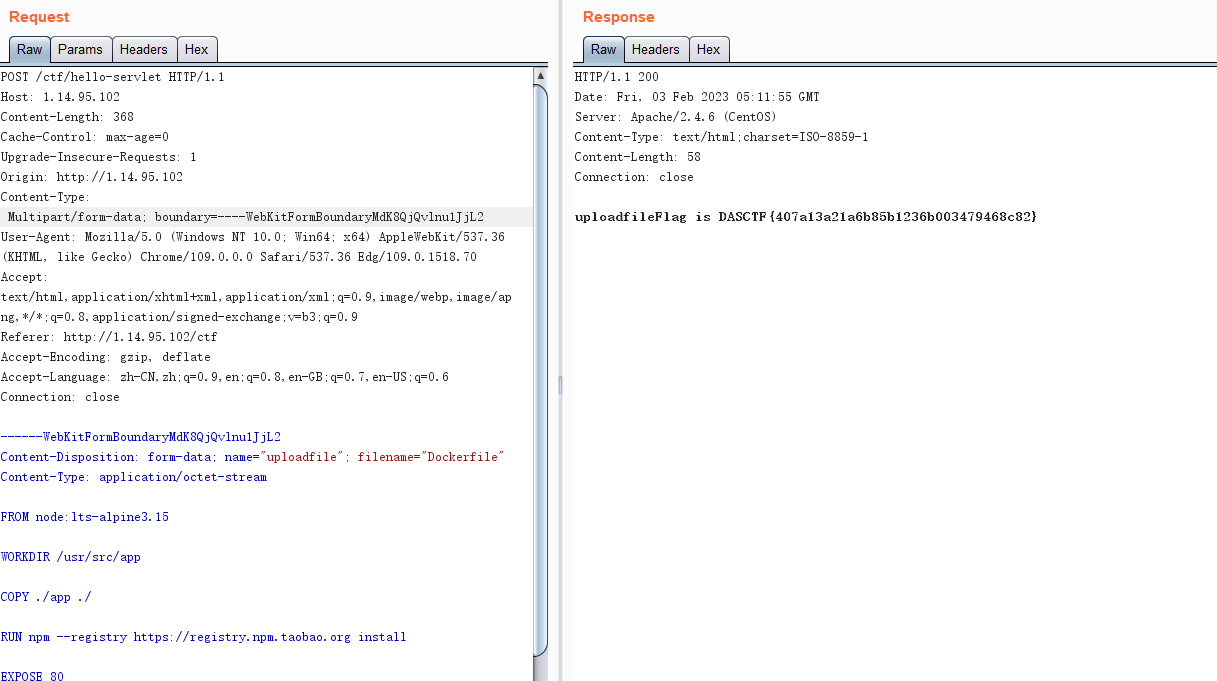 Request
Raw Params Headers Hex
POST /ctf/hello-servlet HTTP/1.1
Host: 1.14.95.102
Content-Length: 368
Cache-Control: max-age=0
Upgrade-Insecure-Requests: 1
Origin: http://1.14.95.102
Content-Type:
Multipart/form-data; boundary=----WebKitFormBoundaryMdK8QjQvlnu1JjL2
User-Agent: Mozilla/5.0 (Windows NT 10.0; Win64; x64) AppleWebKit/537.36
(KHTML, like Gecko) Chrome/109.0.0.0 Safari/537.36 Edg/109.0.1518.70
Accept:
text/html,application/xhtml+xml,application/xml;q=0.9,image/webp,image/ap
ng,*/*;q=0.8,application/signed-exchange;v=b3;q=0.9
Referer: http://1.14.95.102/ctf
Accept-Encoding: gzip, deflate
Accept-Language: zh-CN,zh;q=0.9,en;q=0.8,en-GB;q=0.7,en-US;q=0.6
Connection: close
------WebKitFormBoundaryMdK8QjQvlnu1JjL2
Content-Disposition: form-data; name="uploadfile"; filename="Dockerfile"
Content-Type: application/octet-stream
FROM node:lts-alpine3.15
WORKDIR /usr/src/app
COPY ./app ./
RUN npm --registry https://registry.npm.taobao.org install
EXPOSE 80
Response
Raw Headers Hex
HTTP/1.1 200
Date: Fri, 03 Feb 2023 05:11:55 GMT
Server: Apache/2.4.6 (CentOS)
Content-Type: text/html;charset=ISO-8859-1
Content-Length: 58
Connection: close
uploadfileFlag is DASCTF{407a13a21a6b85b1236b003479468c82}